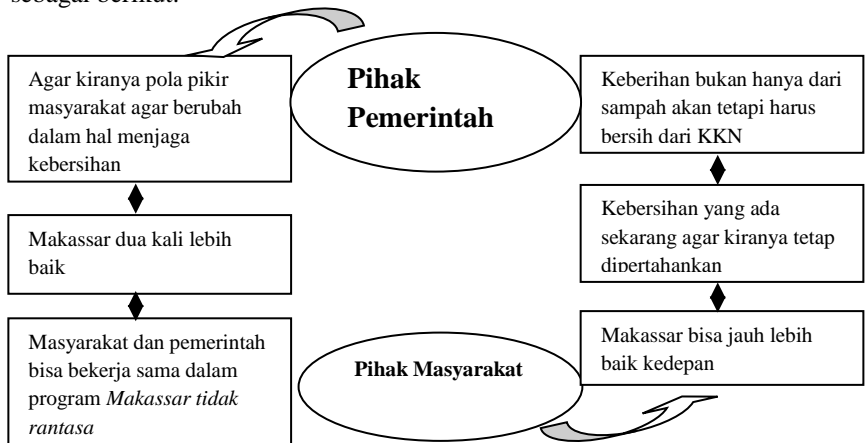 sebagai berikut:
Pihak
Pemerintah
Agar kiranya pola pikir
masyarakat agar berubah
dalam hal menjaga
kebersihan
Makassar dua kali lebih
baik
Masyarakat dan pemerintah
bisa bekerja sama dalam
program Makassar tidak
rantasa
Keberihan bukan hanya dari
sampah akan tetapi harus
bersih dari KKN
Kebersihan yang ada
sekarang agar kiranya tetap
dipertahankan
Makassar bisa jauh lebih
baik kedepan
Pihak Masyarakat